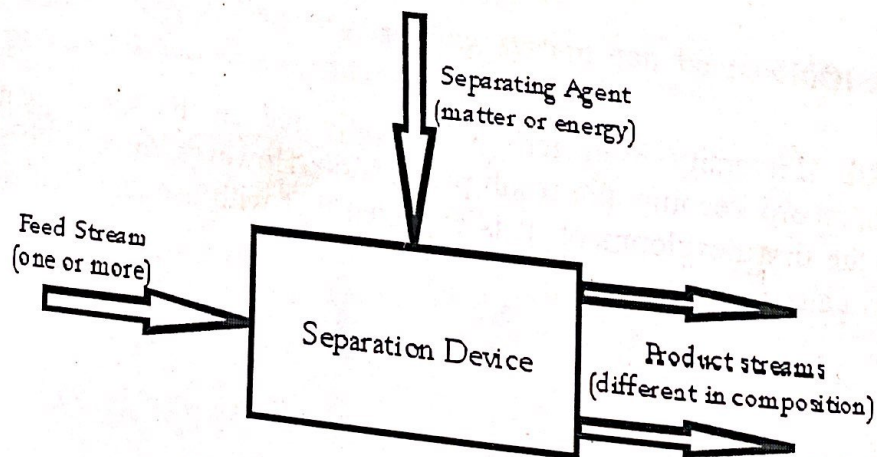 Separating Agent
(matter or energy)
Feed Stream
(one or more)
Separation Device
Product streams
(different in composition)